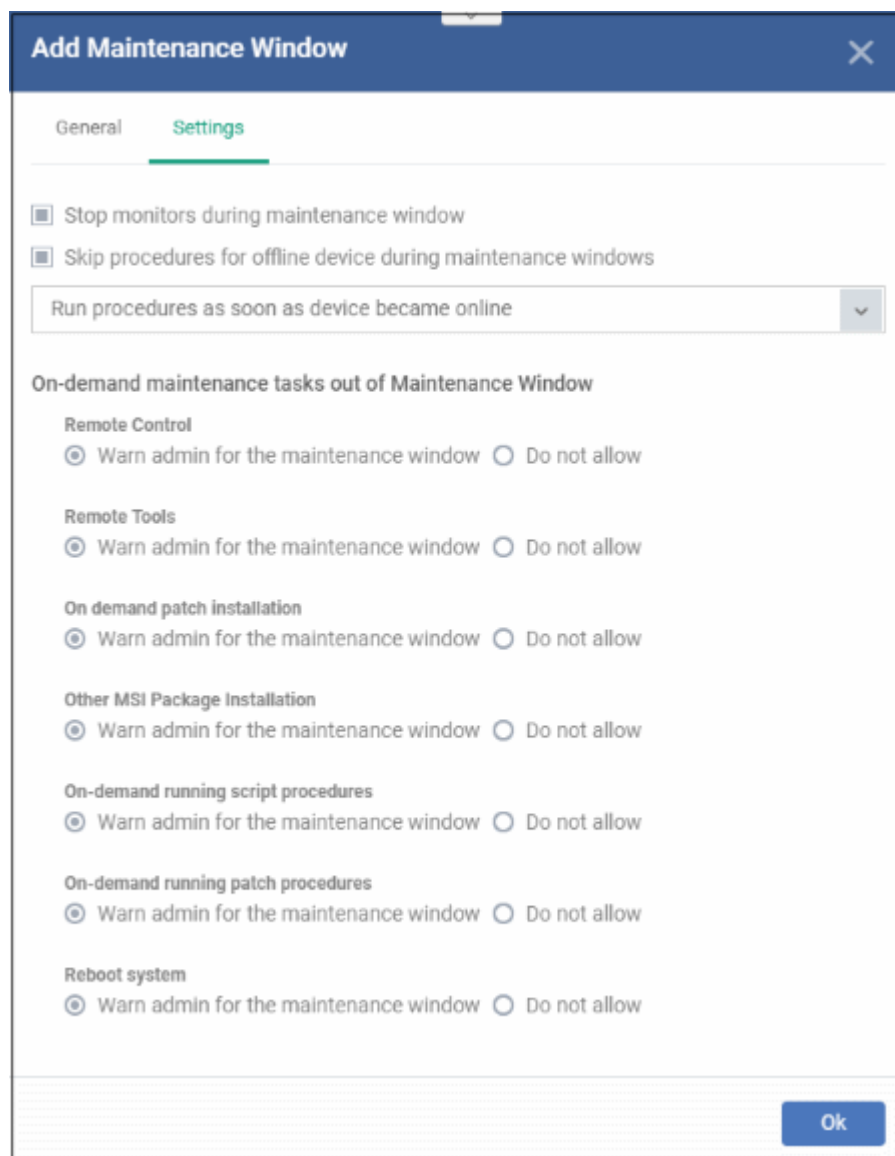 Add Maintenance Window
General Settings
Stop monitors during maintenance window
Skip procedures for offline device during maintenance windows
Run procedures as soon as device became online
On-demand maintenance tasks out of Maintenance Window
Remote Control
Warn admin for the maintenance window Do not allow
Remote Tools
Warn admin for the maintenance window Do not allow
On demand patch installation
Warn admin for the maintenance window Do not allow
Other MSI Package Installation
Warn admin for the maintenance window Do not allow
On-demand running script procedures
Warn admin for the maintenance window Do not allow
On-demand running patch procedures
Warn admin for the maintenance window Do not allow
Reboot system
Warn admin for the maintenance window Do not allow
Ok